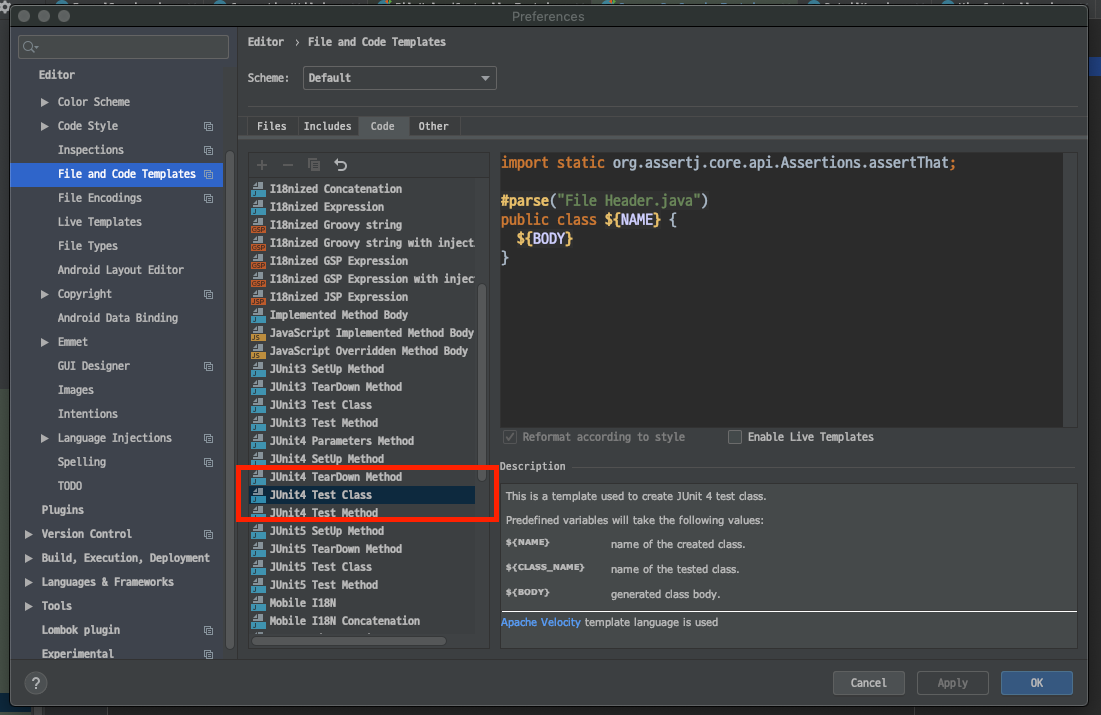 Preferences
Editor › File and Code Templates
Scheme: Default
Files Includes Code Other
Editor
Color Scheme
Code Style
Inspections
File and Code Templates
File Encodings
Live Templates
File Types
Android Layout Editor
Copyright
Android Data Binding
Emmet
GUI Designer
Images
Intentions
Language Injections
Spelling
TODO
Plugins
Version Control
Build, Execution, Deployment
Languages & Frameworks
Tools
Lombok plugin
Experimental
I18nized Concatenation
I18nized Expression
I18nized Groovy string
I18nized Groovy string with inject
I18nized GSP Expression
I18nized GSP Expression with injec
I18nized JSP Expression
Implemented Method Body
JavaScript Implemented Method Body
JavaScript Overridden Method Body
JUnit3 SetUp Method
JUnit3 TearDown Method
JUnit3 Test Class
JUnit3 Test Method
JUnit4 Parameters Method
JUnit4 SetUp Method
JUnit4 TearDown Method
JUnit4 Test Class
JUnit4 Test Method
JUnit5 SetUp Method
JUnit5 TearDown Method
JUnit5 Test Class
JUnit5 Test Method
Mobile I18N
Mobile I18N Concatenation
import static org.assertj.core.api.Assertions.assertThat;
#parse("File Header.java")
public class ${NAME} {
${BODY}
}
Reformat according to style Enable Live Templates
Description
This is a template used to create JUnit 4 test class.
Predefined variables will take the following values:
${NAME} name of the created class.
${CLASS_NAME} name of the tested class.
${BODY} generated class body.
Apache Velocity template language is used
? Cancel Apply OK